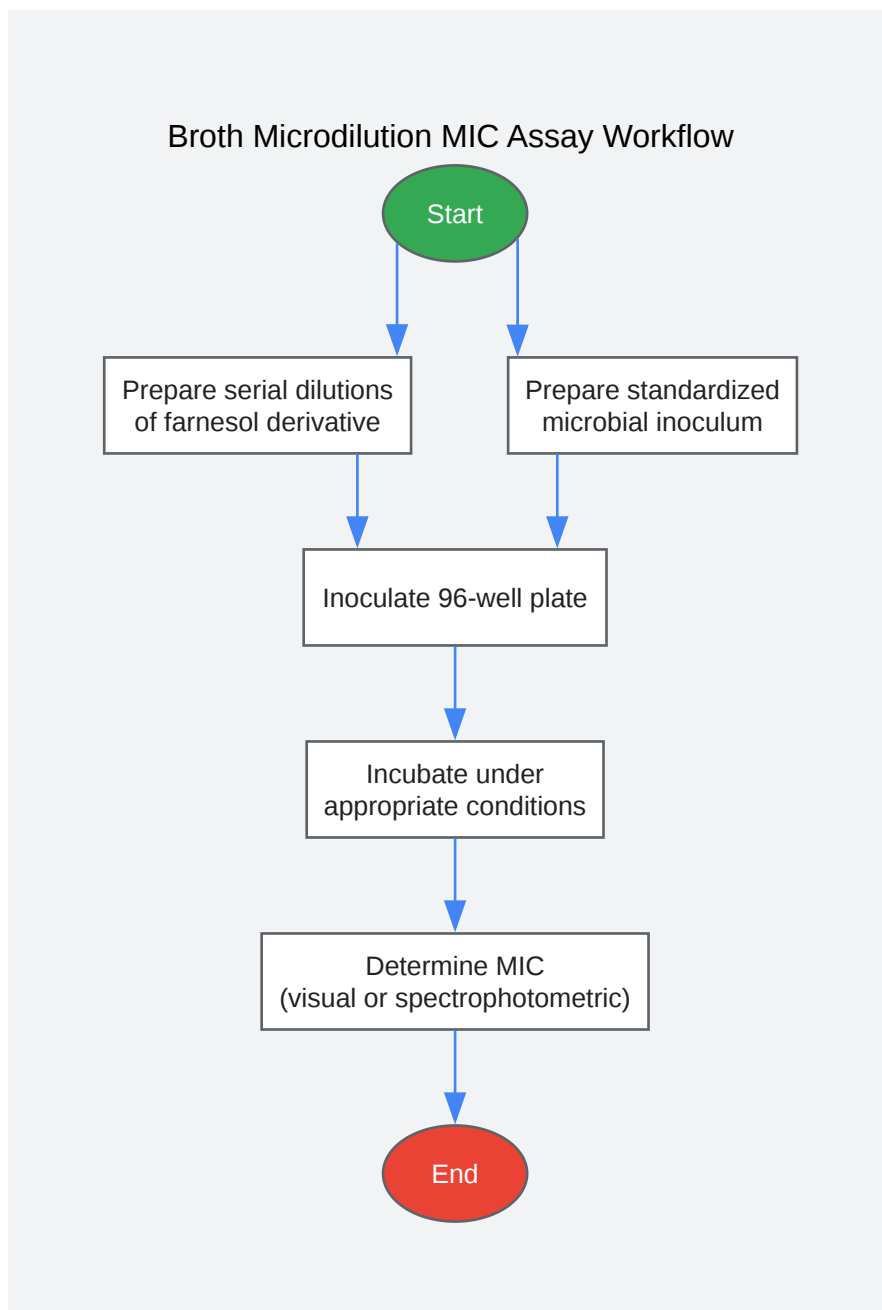 Broth Microdilution MIC Assay Workflow
Start
Prepare serial dilutions
of farnesol derivative
Prepare standardized
microbial inoculum
Inoculate 96-well plate
Incubate under
appropriate conditions
Determine MIC
(visual or spectrophotometric)
End